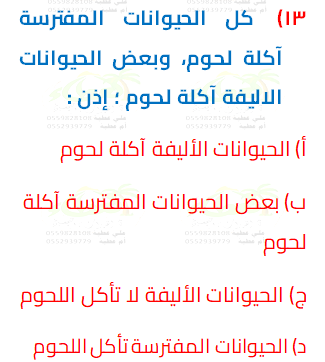 ١٣) كل الحيوانات المفترسة
آكلة لحوم, وبعض الحيوانات
الاليفة آكلة لحوم ؛ إذن :
أ) الحيوانات الأليفة آكلة لحوم
ب) بعض الحيوانات المفترسة آكلة
لحوم
ج) الحيوانات الأليفة لا تأكل اللحوم
د) الحيوانات المفترسة تأكل اللحوم